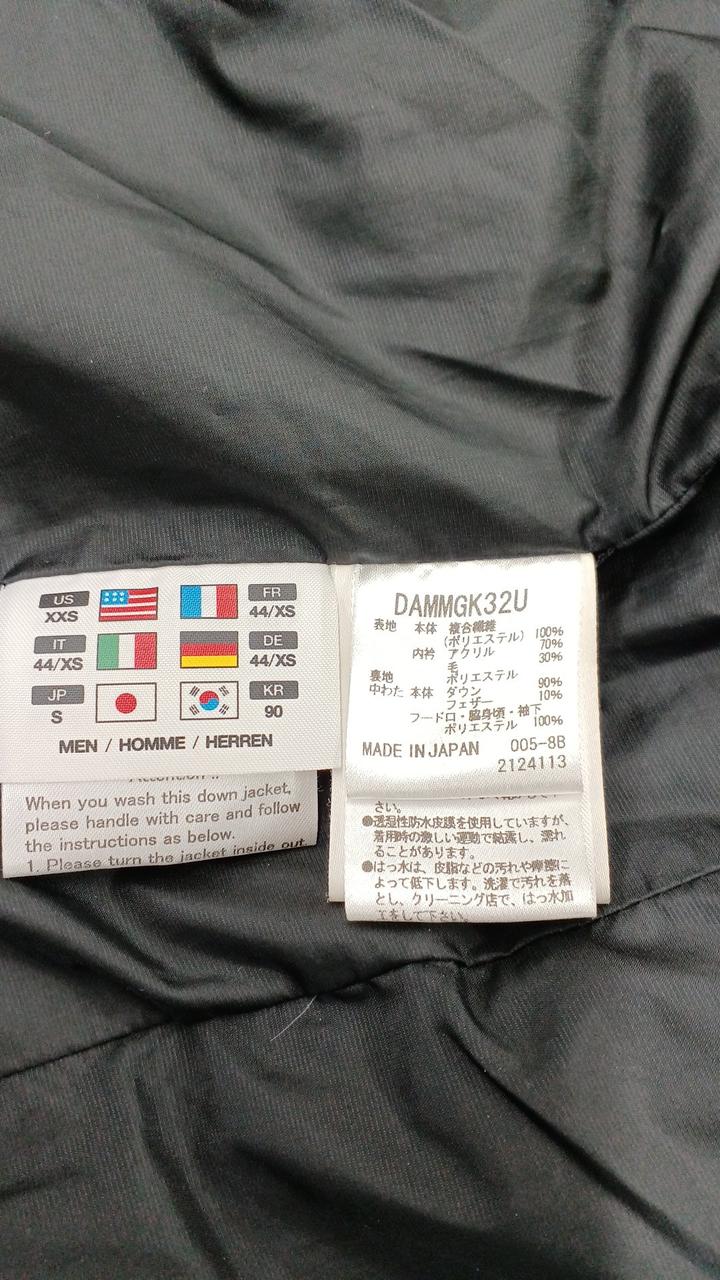 US
XXS
FR
44/XS
IT
44/XS
DE
44/XS
JP
S
KR
90
MEN / HOMME / HERREN
Attention !!
When you wash this down jacket,
please handle with care and follow
the instructions as below.
1. Please turn the jacket inside out
DAMMGK32U
表地 本体 複合繊維
(ポリエステル) 100%
内衿 アクリル 70%
毛 30%
裏地 ポリエステル
中わた 本体 ダウン 90%
フェザー 10%
フードロ・脇身頃・袖下
ポリエステル 100%
MADE IN JAPAN 005-8B
2124113
さい。
●透湿性防水皮膜を使用していますが、
着用時の激しい運動で結露し、濡れ
ることがあります。
●はっ水は、皮脂などの汚れや摩擦に
よって低下します。洗濯で汚れを落
とし、クリーニング店で、はっ水加
工をして下さい。